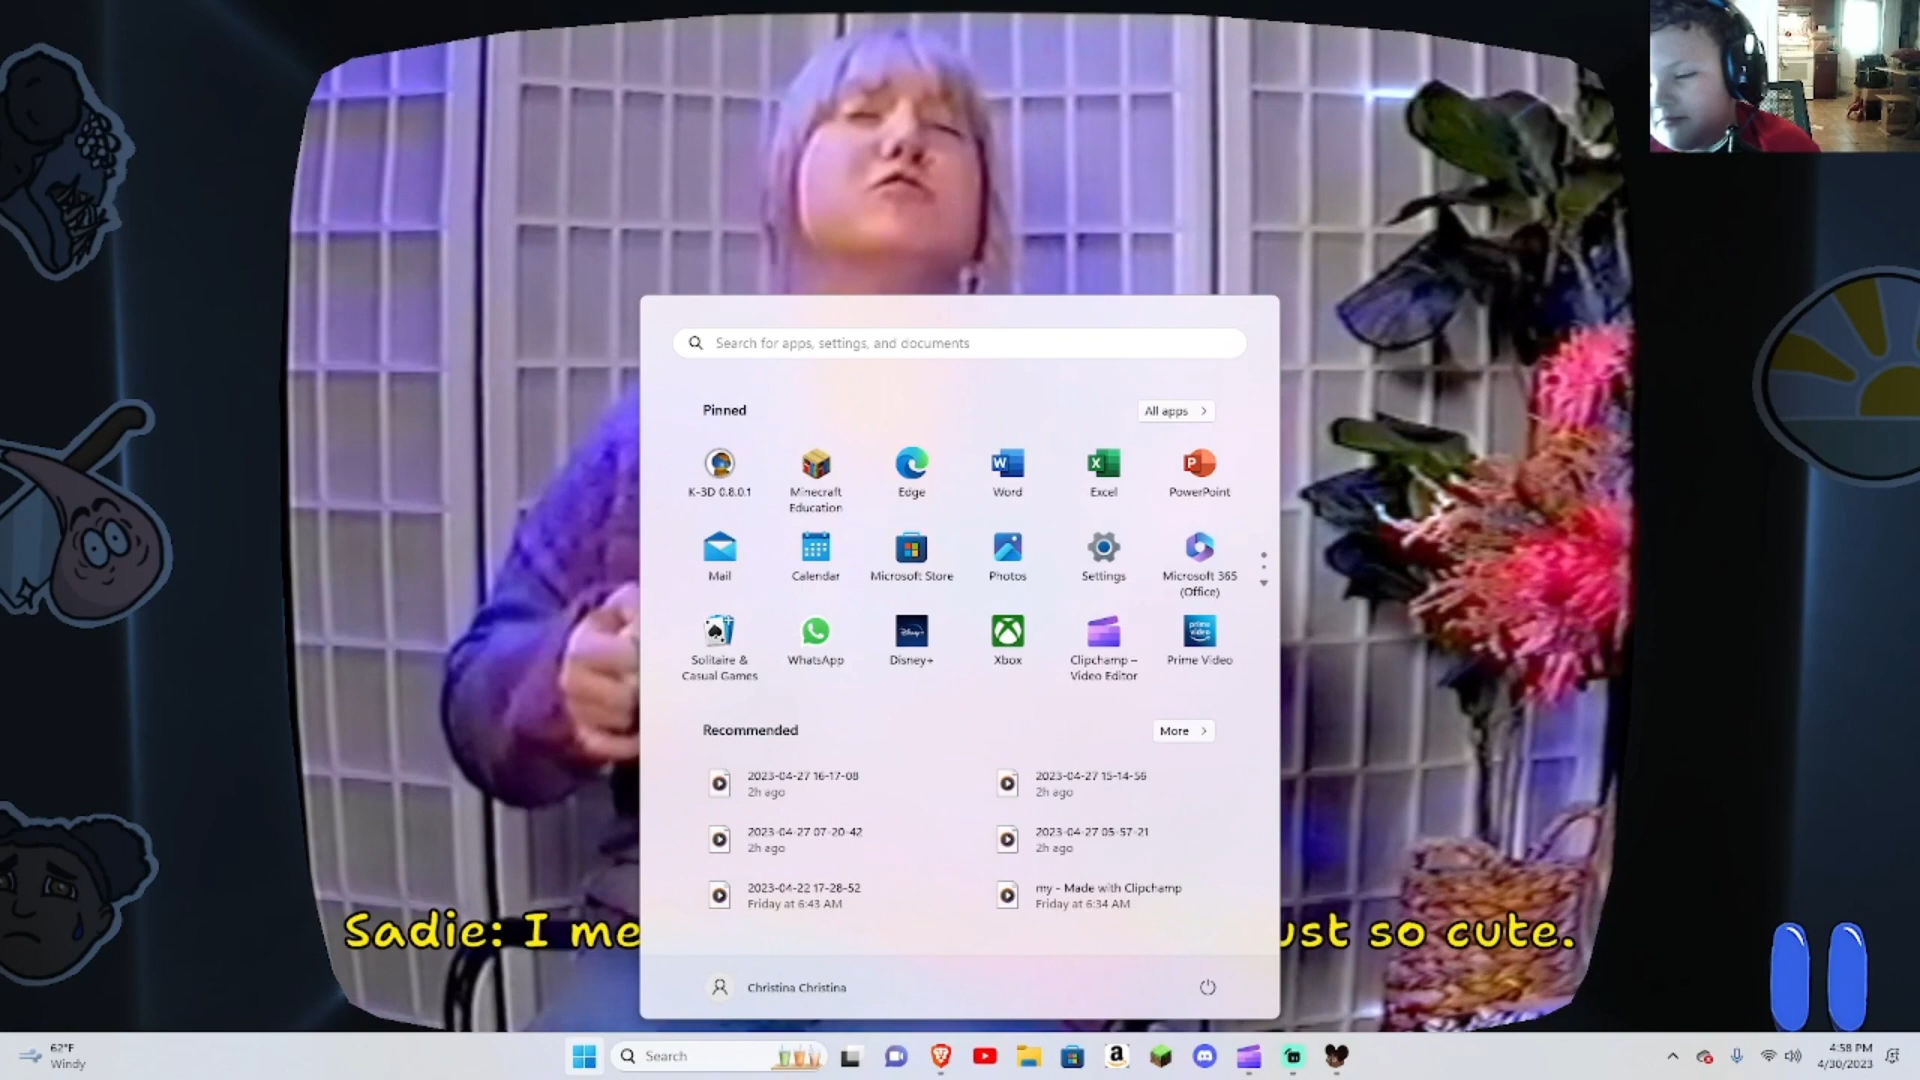 Search for apps, settings, and documents
Pinned
All apps
K-3D 0.8.0.1
Minecraft Education
Edge
Word
Excel
PowerPoint
Mail
Calendar
Microsoft Store
Photos
Settings
Microsoft 365 (Office)
Solitaire & Casual Games
WhatsApp
Disney+
Xbox
Clipchamp – Video Editor
prime video
Prime Video
Recommended
More
2023-04-27 16-17-08
2h ago
2023-04-27 15-14-56
2h ago
2023-04-27 07-20-42
2h ago
2023-04-27 05-57-21
2h ago
2023-04-22 17-28-52
Friday at 6:43 AM
my - Made with Clipchamp
Friday at 6:34 AM
Sadie: I me
ust so cute.
Christina Christina
62°F
Windy
Search
4:58 PM
4/30/2023